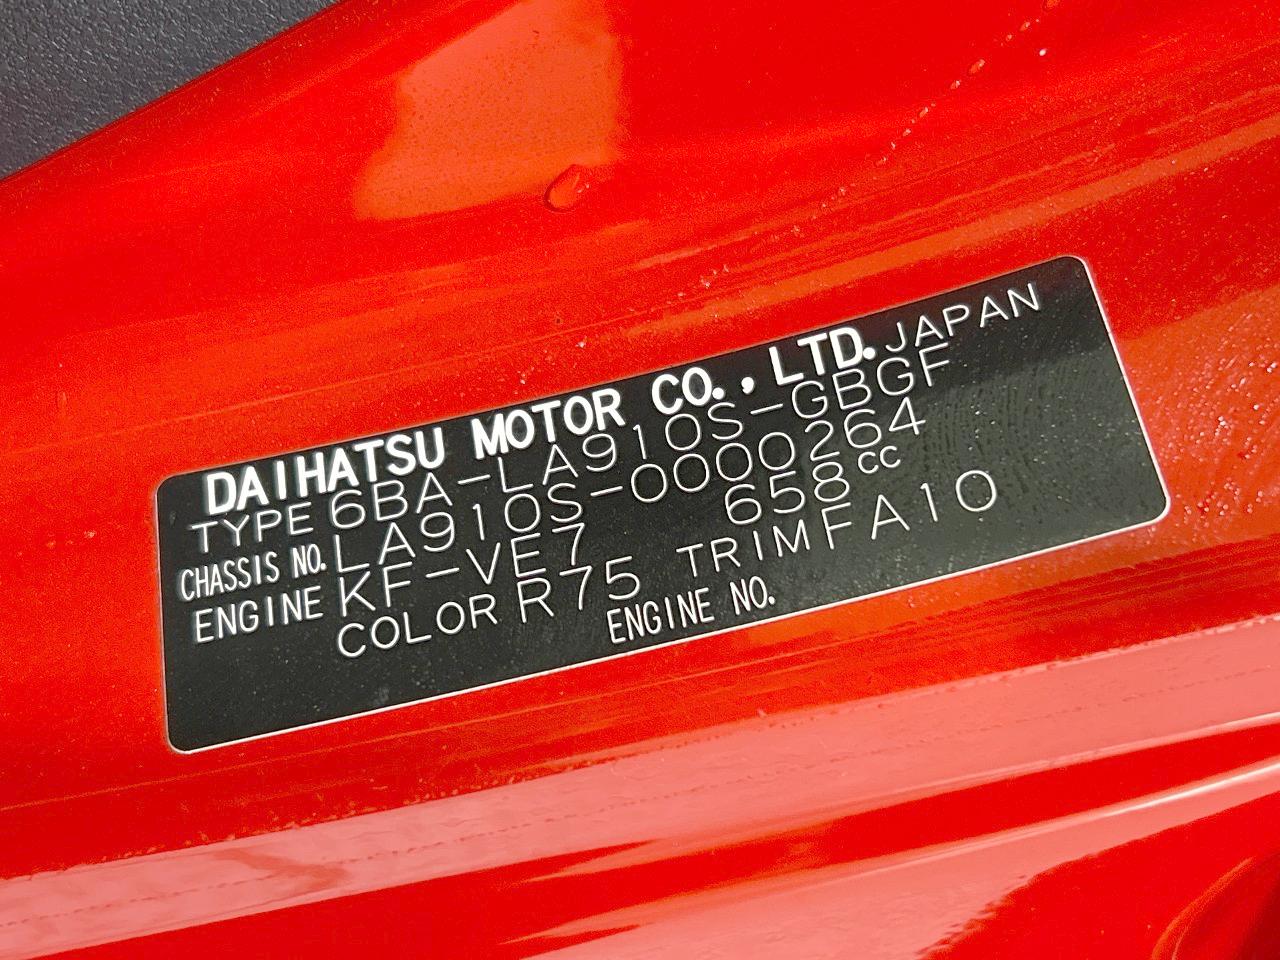 DAIHATSU MOTOR CO., LTD. JAPAN
TYPE 6BA-LA910S-GBGF
CHASSIS NO. LA910S-0000264
ENGINE KF-VE7 658cc
COLOR R75 TRIM FA10
ENGINE NO.